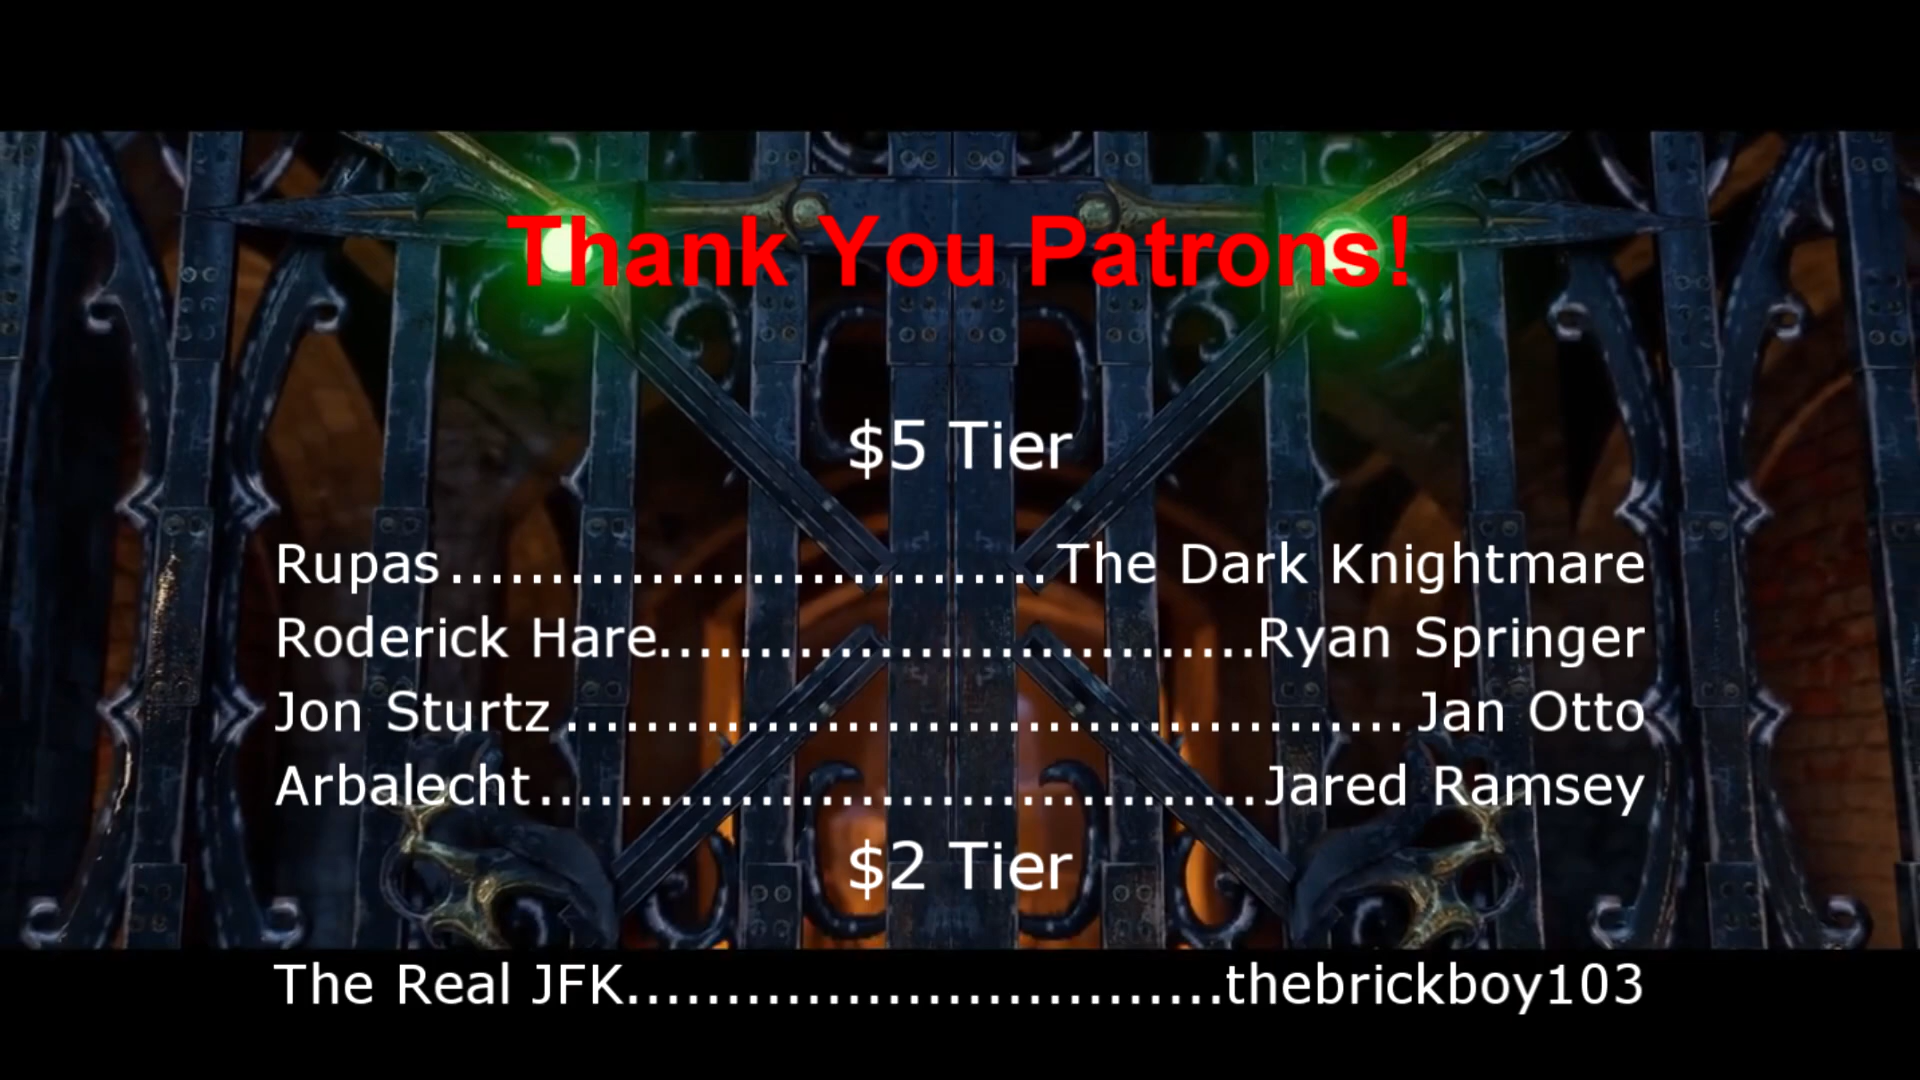 Thank You Patrons!
$5 Tier
Rupas..............................The Dark Knightmare
Roderick Hare..............................Ryan Springer
Jon Sturtz..........................................Jan Otto
Arbalecht....................................Jared Ramsey
$2 Tier
The Real JFK..............................thebrickboy103